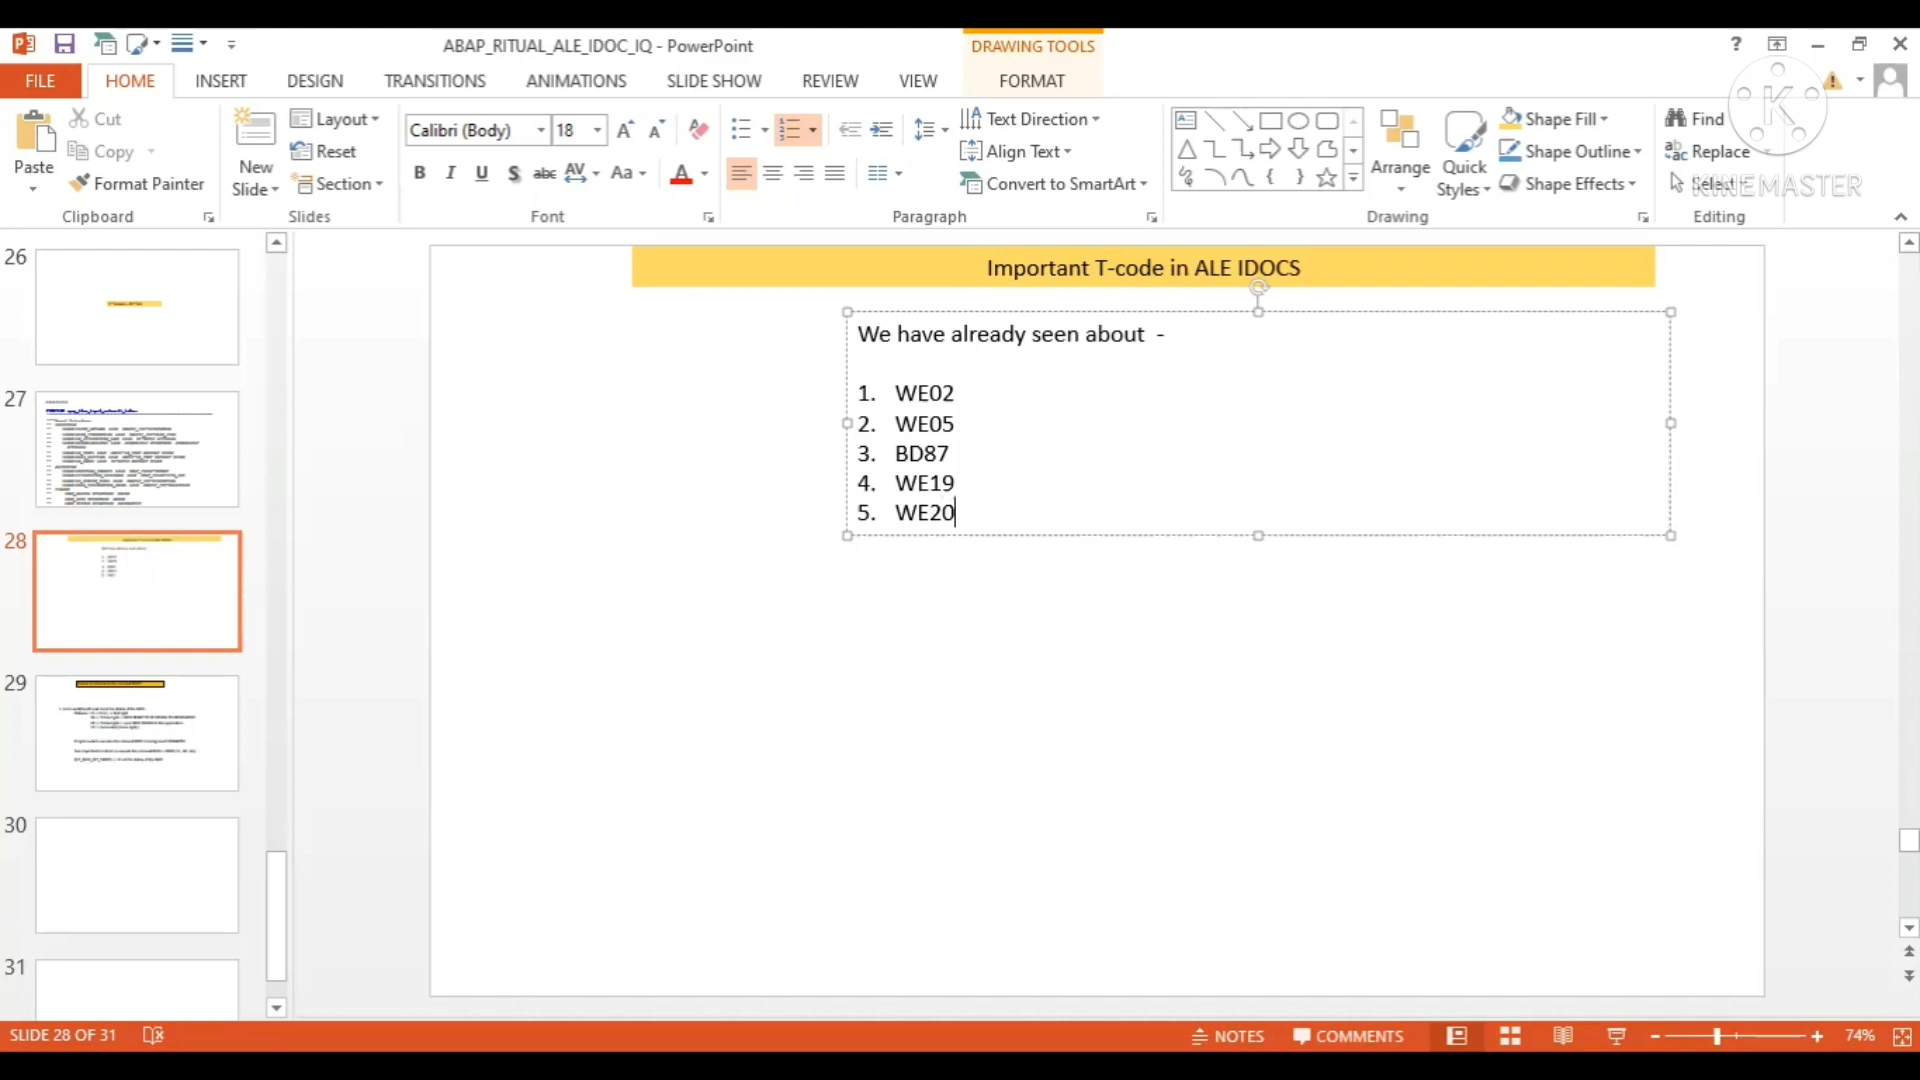 ABAP_RITUAL_ALE_IDOC_IQ - PowerPoint
DRAWING TOOLS
?
FILE
HOME
INSERT
DESIGN
TRANSITIONS
ANIMATIONS
SLIDE SHOW
REVIEW
VIEW
FORMAT
Paste
Cut
Copy
Format Painter
Clipboard
New
Slide
Layout
Reset
Section
Slides
Calibri (Body)
18
B I U S abc AV Aa A
Font
Text Direction
Align Text
Convert to SmartArt
Paragraph
Arrange
Quick
Styles
Shape Fill
Shape Outline
Shape Effects
Drawing
Find
Replace
Select
Editing
K
KINEMASTER
26
27
28
29
30
31
Important T-code in ALE IDOCS
We have already seen about -
1. WE02
2. WE05
3. BD87
4. WE19
5. WE20
SLIDE 28 OF 31
NOTES
COMMENTS
74%